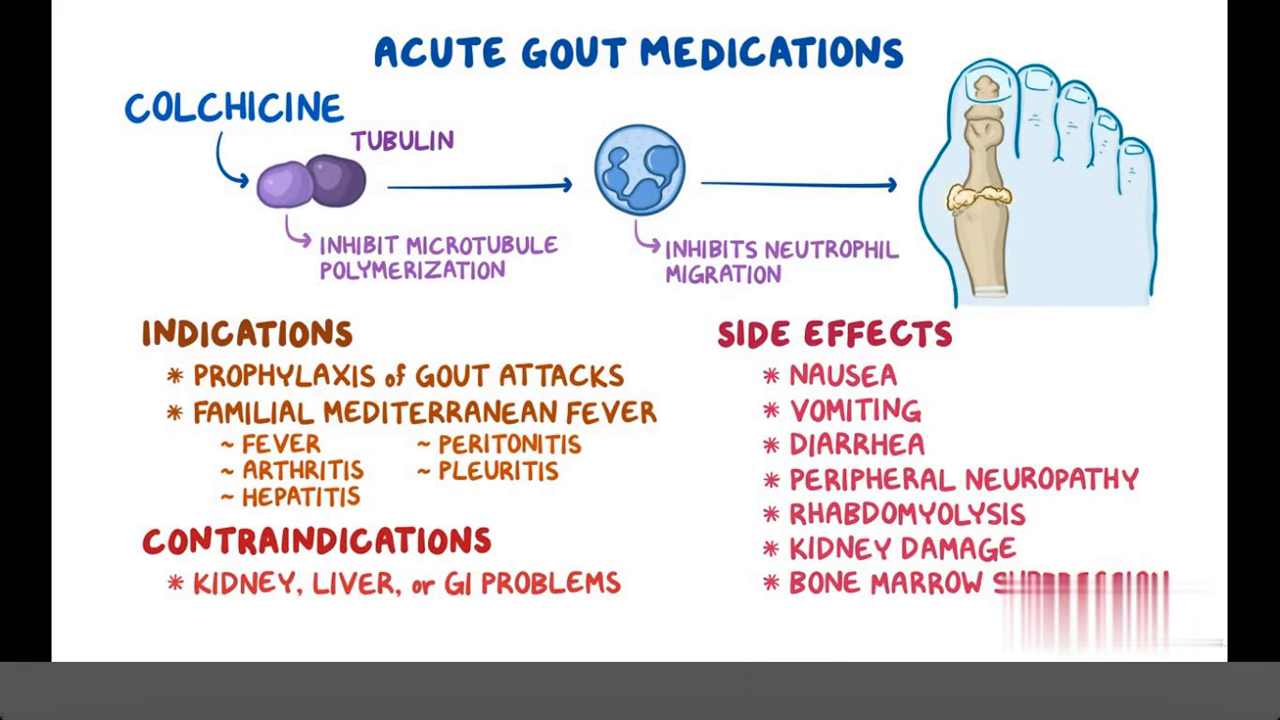 ACUTE GOUT MEDICATIONS
COLCHICINE
TUBULIN
INHIBIT MICROTUBULE
POLYMERIZATION
INHIBITS NEUTROPHIL
MIGRATION
INDICATIONS
* PROPHYLAXIS of GOUT ATTACKS
* FAMILIAL MEDITERRANEAN FEVER
~ FEVER
~ ARTHRITIS
~ HEPATITIS
~ PERITONITIS
~ PLEURITIS
CONTRAINDICATIONS
* KIDNEY, LIVER, or GI PROBLEMS
SIDE EFFECTS
* NAUSEA
* VOMITING
* DIARRHEA
* PERIPHERAL NEUROPATHY
* RHABDOMYOLYSIS
* KIDNEY DAMAGE
* BONE MARROW